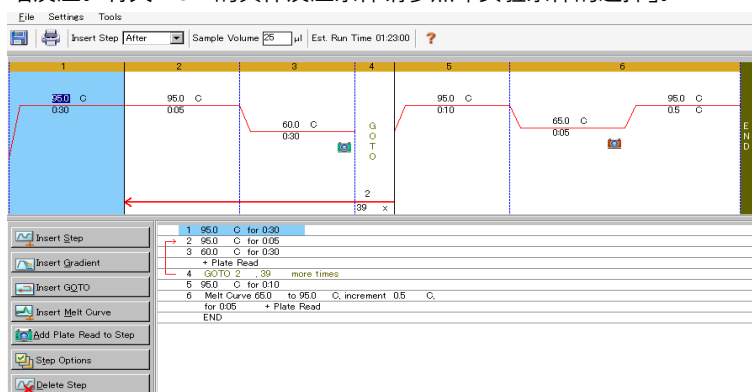 File Settings Tools
Insert Step After Sample Volume 25 µl Est. Run Time 01:23:00 ?
1 2 3 4 5 6
95.0 C 95.0 C 95.0 C 95.0 C
0:30 0:05 0:10 0.5 C
60.0 C 65.0 C
0:30 0:05
GOTO
END
2
39 x
Insert Step
Insert Gradient
Insert GOTO
Insert Melt Curve
Add Plate Read to Step
Step Options
Delete Step
1 95.0 C for 0:30
2 95.0 C for 0:05
3 60.0 C for 0:30
+ Plate Read
4 GOTO 2 , 39 more times
5 95.0 C for 0:10
6 Melt Curve 65.0 to 95.0 C, increment 0.5 C,
for 0:05 + Plate Read
END